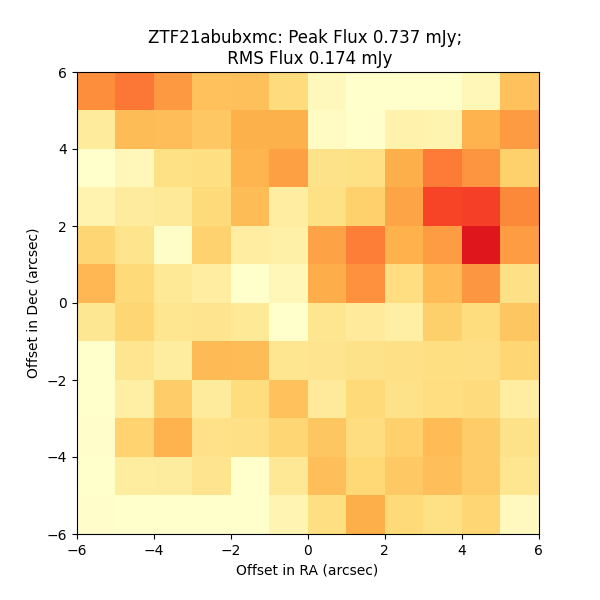 ZTF21abubxmc: Peak Flux 0.737 mJy;
RMS Flux 0.174 mJy
6
4
2
0
−2
−4
−6
Offset in Dec (arcsec)
−6 −4 −2 0 2 4 6
Offset in RA (arcsec)